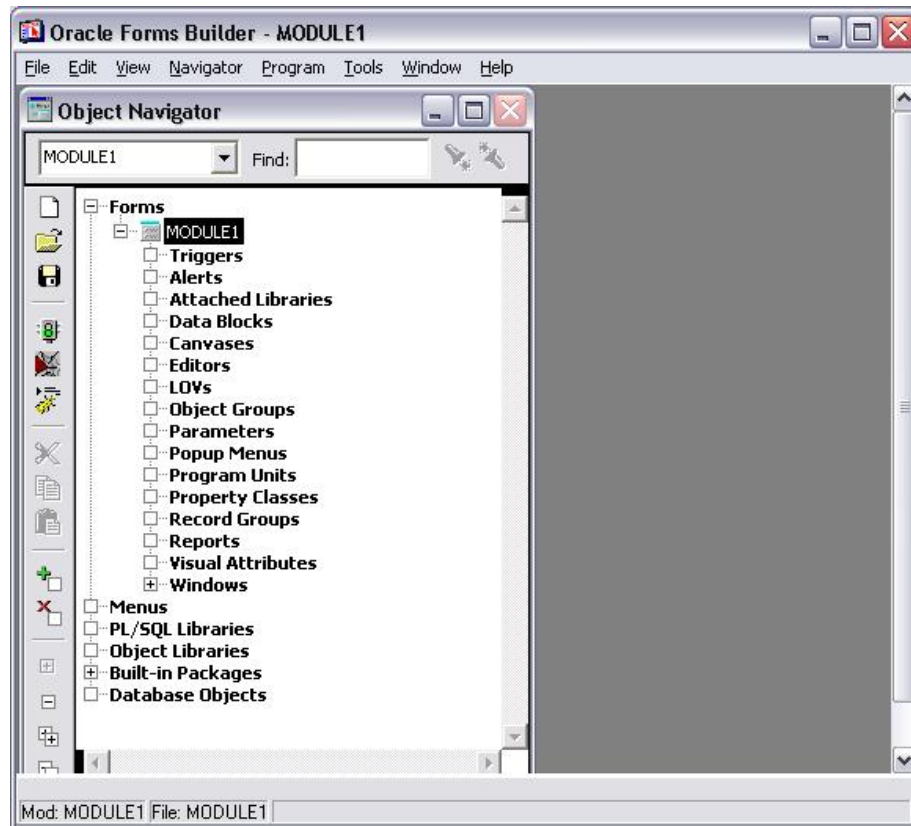 Oracle Forms Builder - MODULE1
File Edit View Navigator Program Tools Window Help
Object Navigator
MODULE1 Find:
Forms
MODULE1
Triggers
Alerts
Attached Libraries
Data Blocks
Canvases
Editors
LOVs
Object Groups
Parameters
Popup Menus
Program Units
Property Classes
Record Groups
Reports
Visual Attributes
Windows
Menus
PL/SQL Libraries
Object Libraries
Built-in Packages
Database Objects
Mod: MODULE1 File: MODULE1